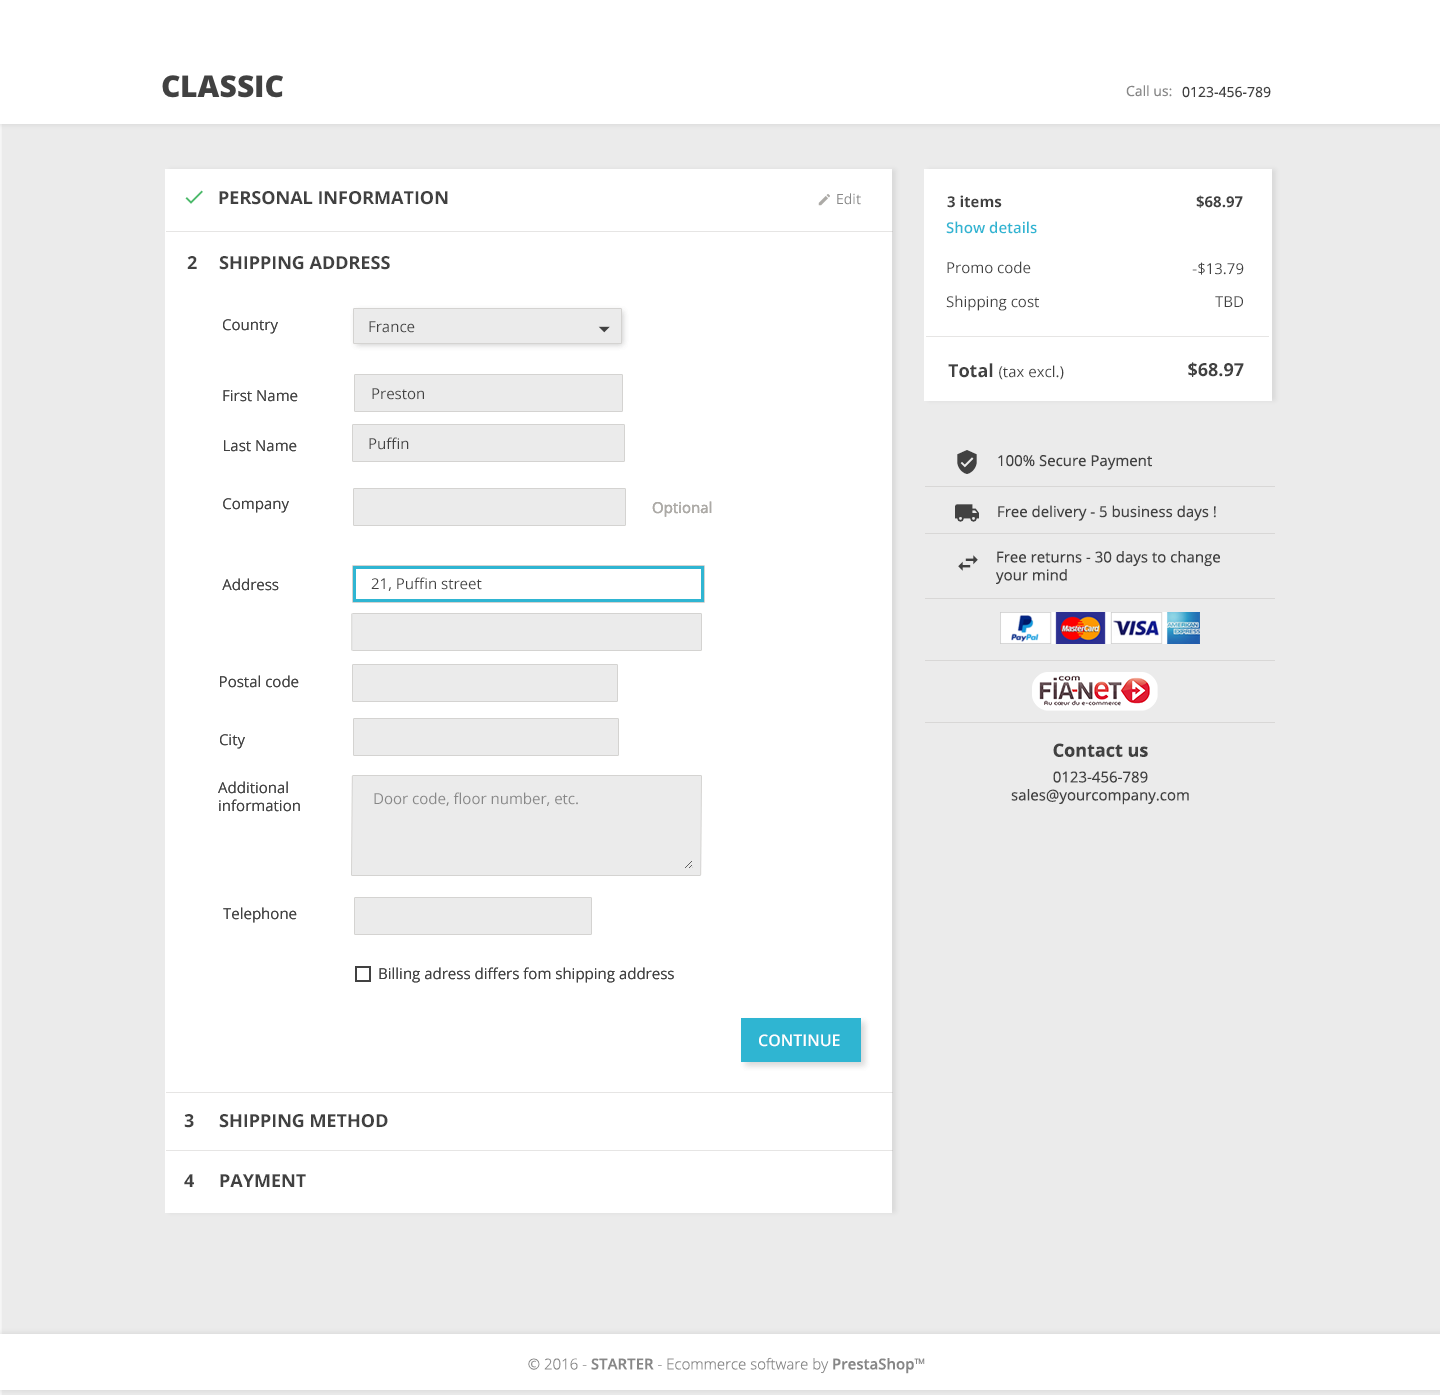 CLASSIC
Call us: 0123-456-789
PERSONAL INFORMATION
Edit
2 SHIPPING ADDRESS
Country
France
First Name
Preston
Last Name
Puffin
Company
Optional
Address
21, Puffin street
Postal code
City
Additional
information
Door code, floor number, etc.
Telephone
Billing adress differs fom shipping address
CONTINUE
3 SHIPPING METHOD
4 PAYMENT
3 items $68.97
Show details
Promo code -$13.79
Shipping cost TBD
Total (tax excl.) $68.97
100% Secure Payment
Free delivery - 5 business days !
Free returns - 30 days to change
your mind
PayPal MasterCard VISA AMERICAN EXPRESS
.com
FIA-NET
Au cœur du e-commerce
Contact us
0123-456-789
sales@yourcompany.com
© 2016 - STARTER - Ecommerce software by PrestaShop™